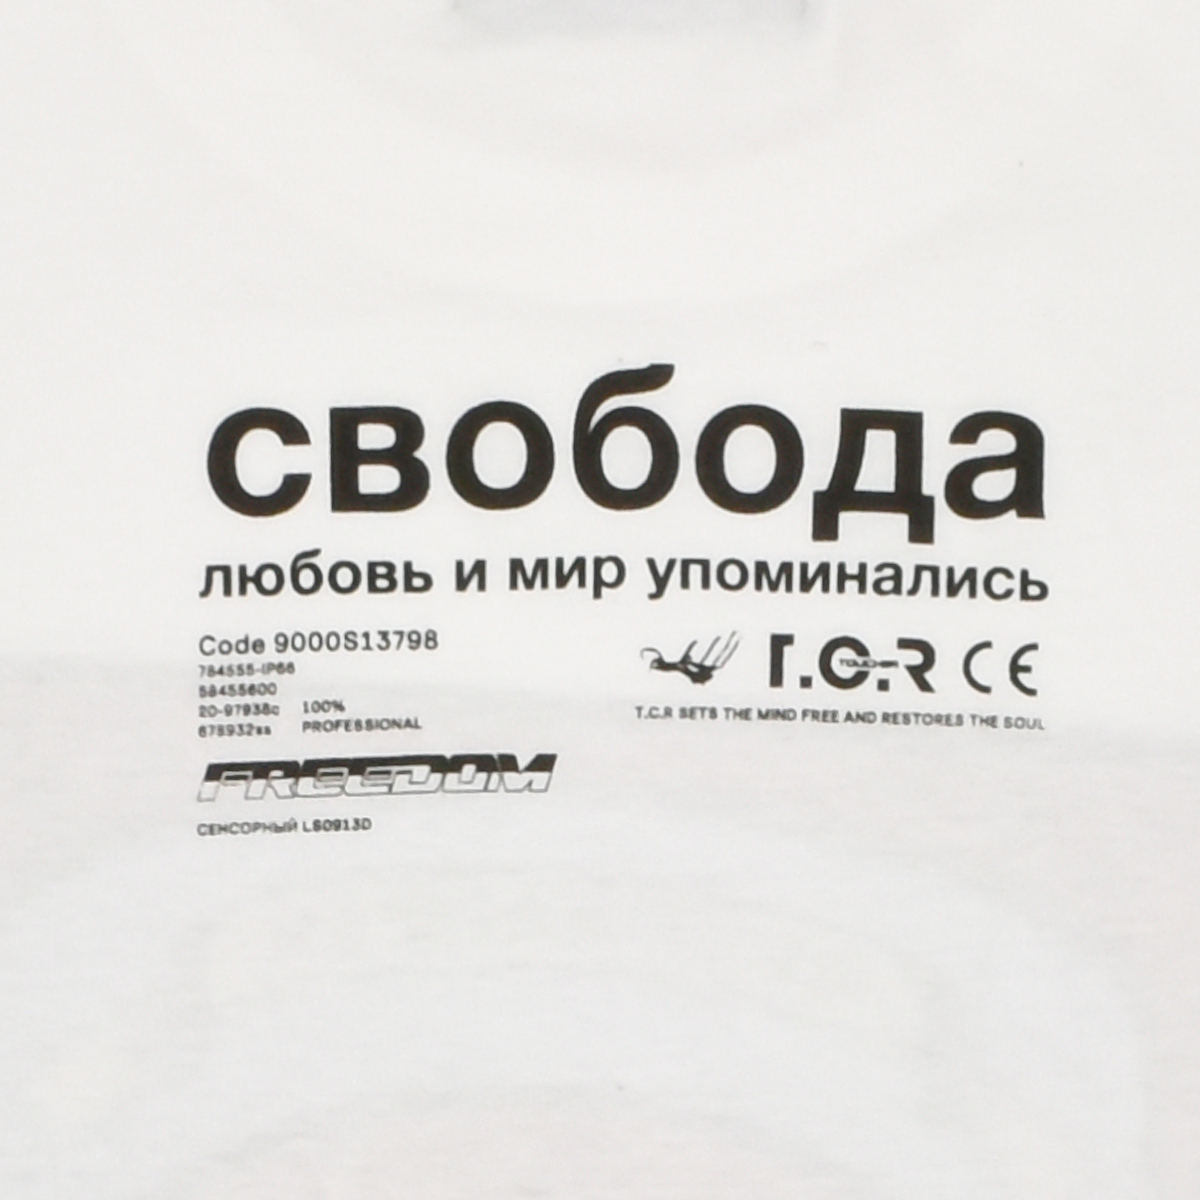 свобода
любовь и мир упоминались
Code 9000S13798
784555-IP66
58455600
20-97938c 100%
678932ss PROFESSIONAL
T.C.R CE
TOUCHER
T.C.R SETS THE MIND FREE AND RESTORES THE SOUL
FREEDOM
СЕНСОРНЫЙ LS0913D